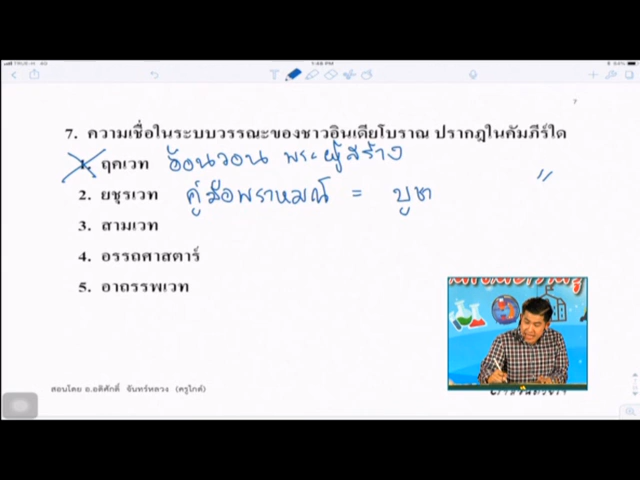 7
7. ความเชื่อในระบบวรรณะของชาวอินเดียโบราณ ปรากฏในคัมภีร์ใด
1. ฤคเวท อ้อนวอน พระผู้สร้าง
2. ยชุรเวท คู่มือพราหมณ์ = บูชา
3. สามเวท
4. อรรถศาสตาร์
5. อาถรรพเวท
สอนโดย อ.อดิศักดิ์ จันทร์หลวง (ครูไกด์)